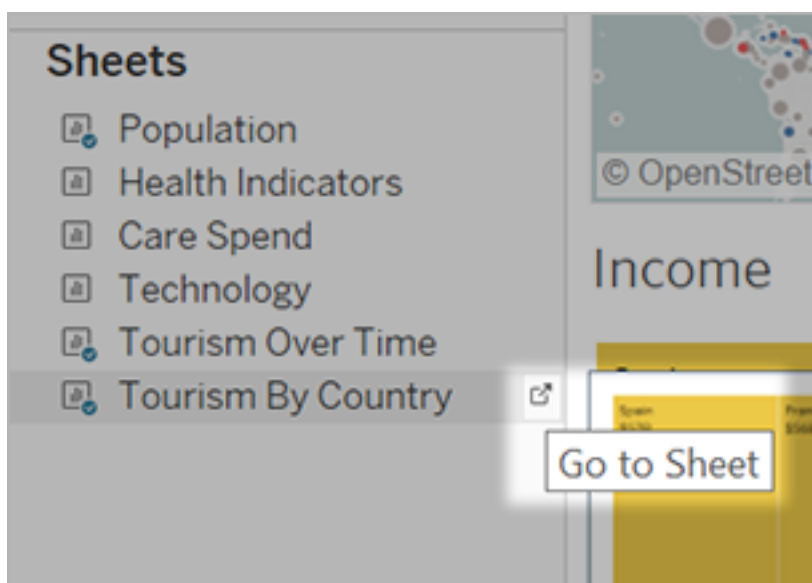 Sheets
Population
Health Indicators
Care Spend
Technology
Tourism Over Time
Tourism By Country
© OpenStreet
Income
Spain
Go to Sheet